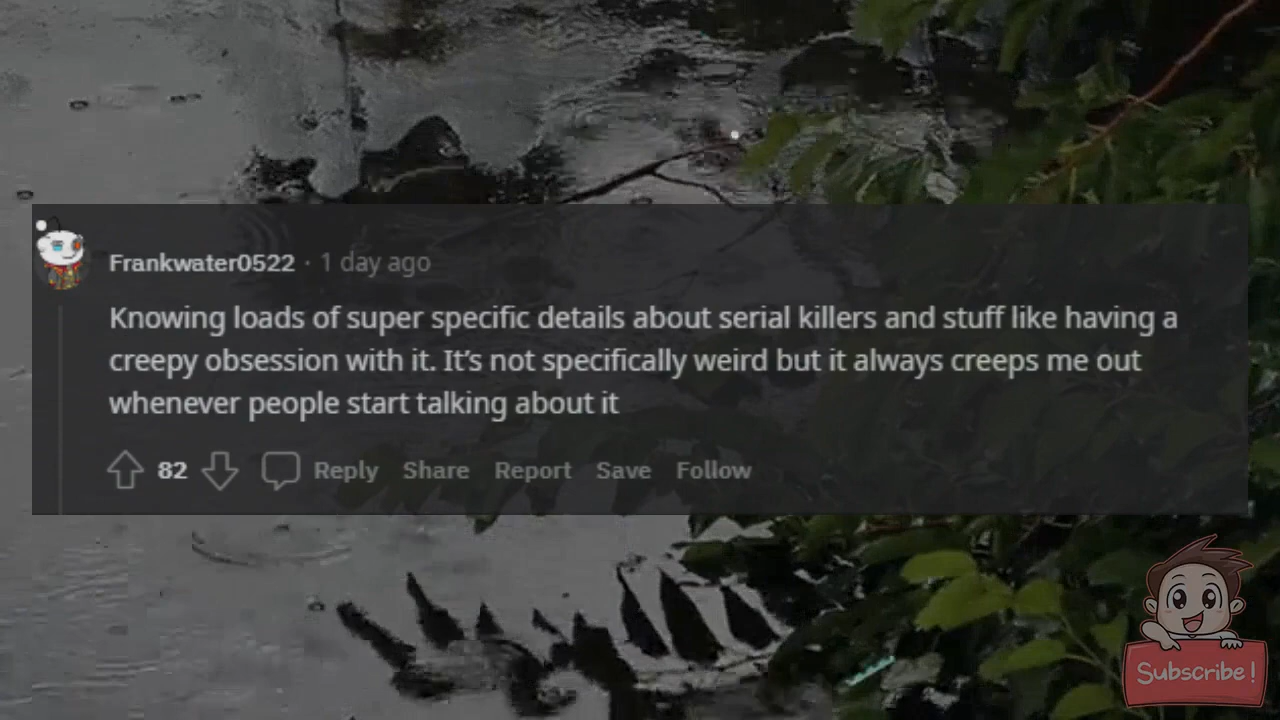 Frankwater0522 · 1 day ago
Knowing loads of super specific details about serial killers and stuff like having a
creepy obsession with it. It’s not specifically weird but it always creeps me out
whenever people start talking about it
82 Reply Share Report Save Follow
Subscribe!